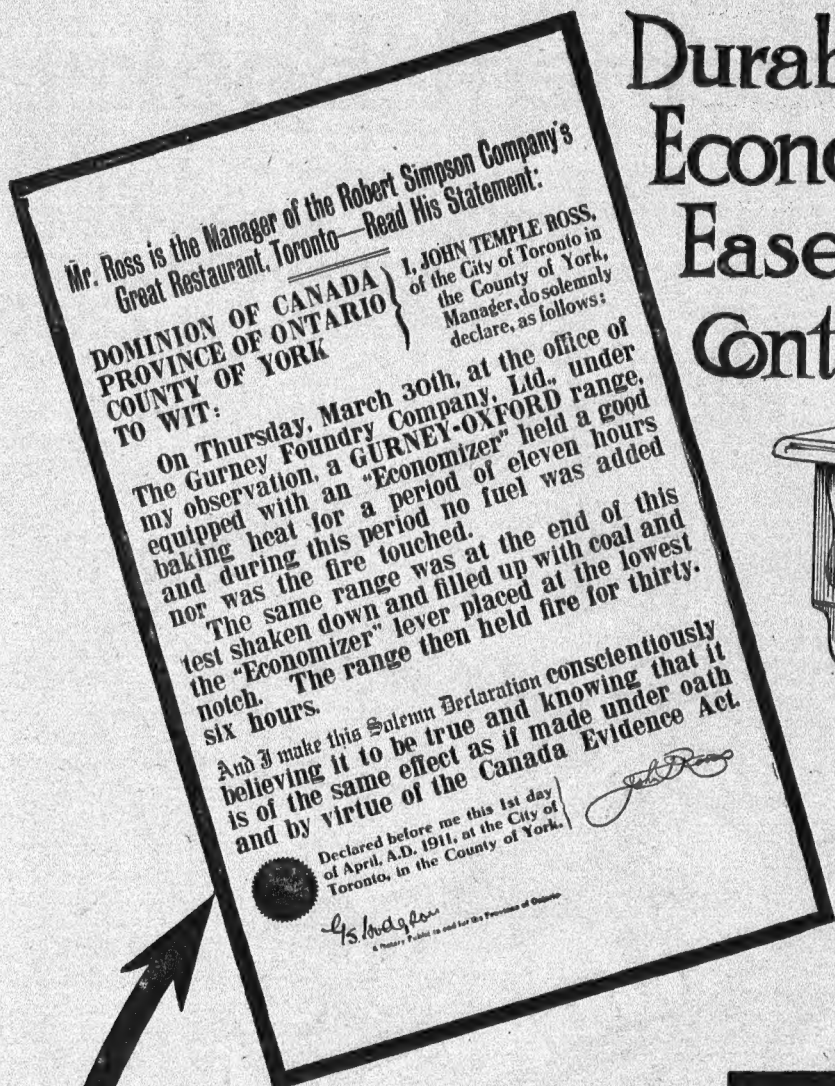 Durab
Econo
Ease
Cont
Mr. Ross is the Manager of the Robert Simpson Company's
Great Restaurant, Toronto—Read His Statement:
DOMINION OF CANADA
PROVINCE OF ONTARIO
COUNTY OF YORK
TO WIT:
I, JOHN TEMPLE ROSS,
of the City of Toronto in
the County of York,
Manager, do solemnly
declare, as follows:
On Thursday, March 30th, at the office of
The Gurney Foundry Company, Ltd., under
my observation, a GURNEY-OXFORD range,
equipped with an "Economizer" held a good
baking heat for a period of eleven hours
and during this period no fuel was added
nor was the fire touched.
The same range was at the end of this
test shaken down and filled up with coal and
the "Economizer" lever placed at the lowest
notch. The range then held fire for thirty-
six hours.
And I make this Solemn Declaration conscientiously
believing it to be true and knowing that it
is of the same effect as if made under oath
and by virtue of the Canada Evidence Act.
Declared before me this 1st day
of April, A.D. 1911, at the City of
Toronto, in the County of York.
A Notary Public in and for the Province of Ontario